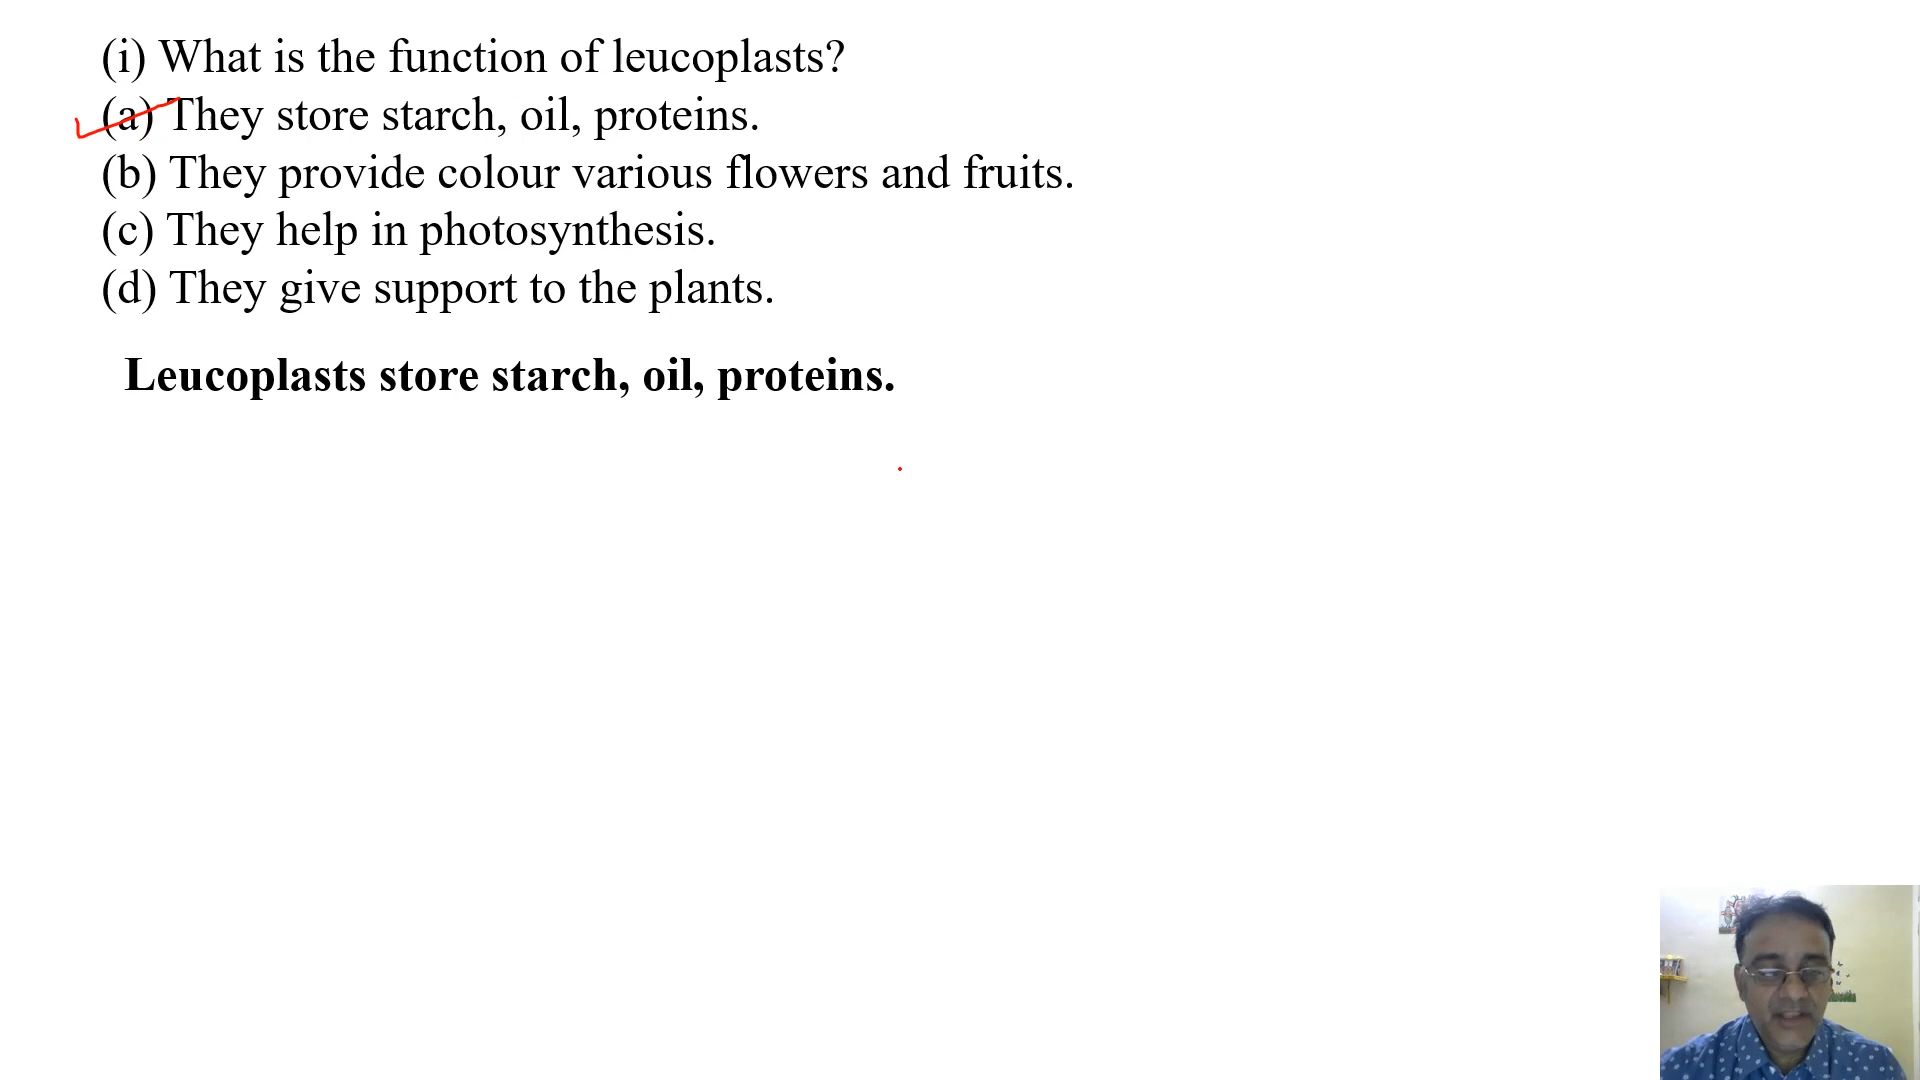 (i) What is the function of leucoplasts?
(a) They store starch, oil, proteins.
(b) They provide colour various flowers and fruits.
(c) They help in photosynthesis.
(d) They give support to the plants.
Leucoplasts store starch, oil, proteins.